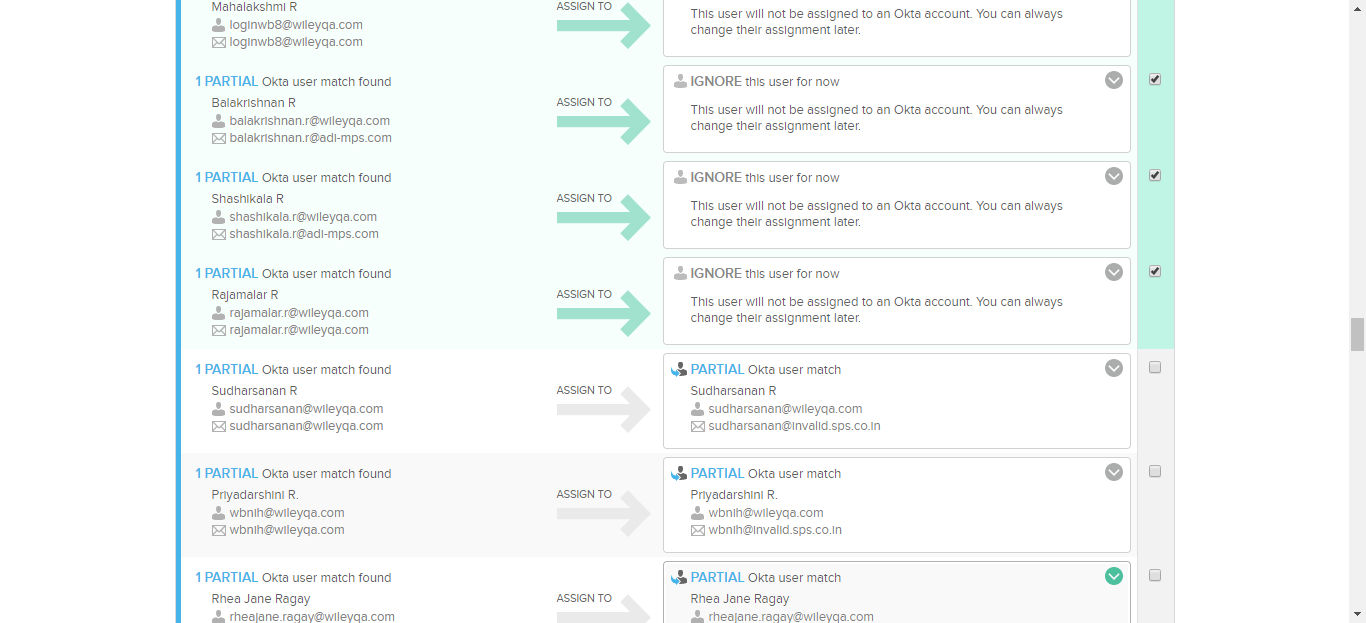 Mahalakshmi R
loginwb8@wileyqa.com
loginwb8@wileyqa.com
ASSIGN TO
This user will not be assigned to an Okta account. You can always
change their assignment later.
1 PARTIAL Okta user match found
Balakrishnan R
balakrishnan.r@wileyqa.com
balakrishnan.r@adi-mps.com
ASSIGN TO
IGNORE this user for now
This user will not be assigned to an Okta account. You can always
change their assignment later.
1 PARTIAL Okta user match found
Shashikala R
shashikala.r@wileyqa.com
shashikala.r@adi-mps.com
ASSIGN TO
IGNORE this user for now
This user will not be assigned to an Okta account. You can always
change their assignment later.
1 PARTIAL Okta user match found
Rajamalar R
rajamalar.r@wileyqa.com
rajamalar.r@wileyqa.com
ASSIGN TO
IGNORE this user for now
This user will not be assigned to an Okta account. You can always
change their assignment later.
1 PARTIAL Okta user match found
Sudharsanan R
sudharsanan@wileyqa.com
sudharsanan@wileyqa.com
ASSIGN TO
PARTIAL Okta user match
Sudharsanan R
sudharsanan@wileyqa.com
sudharsanan@invalid.sps.co.in
1 PARTIAL Okta user match found
Priyadarshini R.
wbnih@wileyqa.com
wbnih@wileyqa.com
ASSIGN TO
PARTIAL Okta user match
Priyadarshini R.
wbnih@wileyqa.com
wbnih@invalid.sps.co.in
1 PARTIAL Okta user match found
Rhea Jane Ragay
rheajane.ragay@wileyqa.com
ASSIGN TO
PARTIAL Okta user match
Rhea Jane Ragay
rheajane.ragay@wileyqa.com